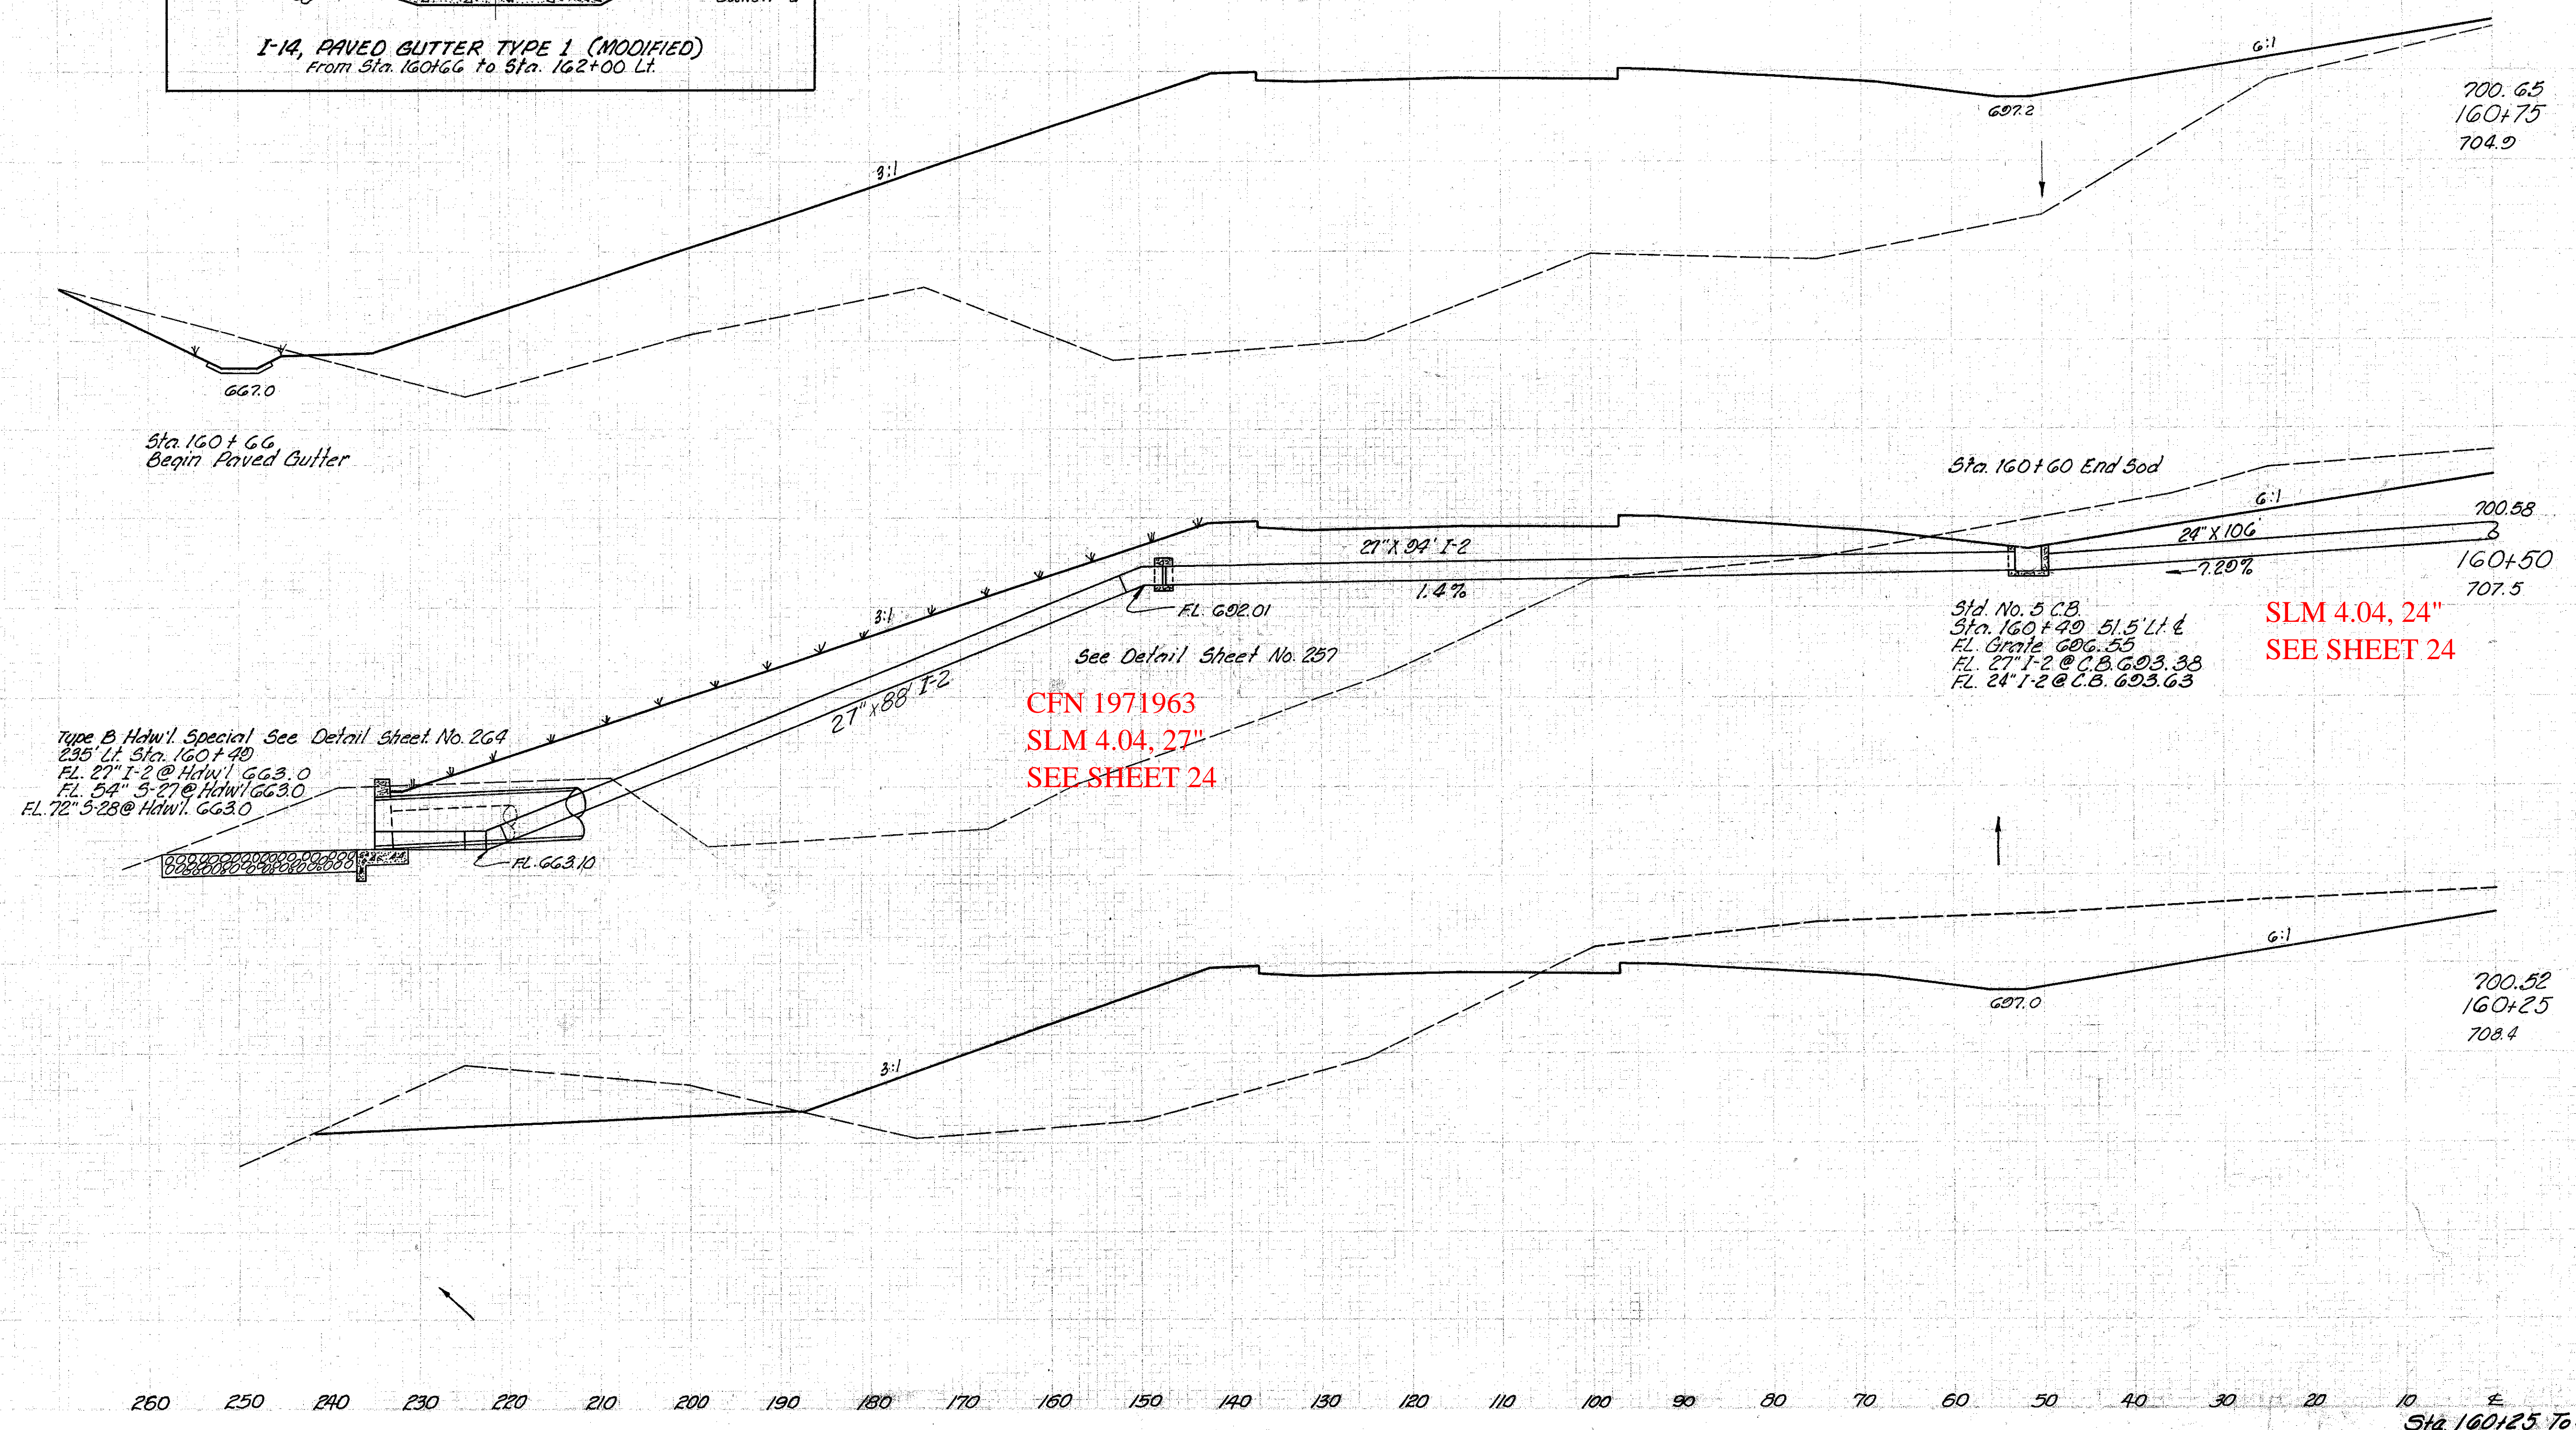 I-14, PAVED GUTTER TYPE 1 (MODIFIED)
From Sta. 160+66 to Sta. 162+00 Lt.
6:1
700.65
160+75
704.9
697.2
3:1
667.0
Sta. 160+66
Begin Paved Gutter
Sta. 160+60 End Sod
6:1
700.58
24" X 106'
160+50
7.29%
707.5
27" X 94' I-2
1.4%
3:1
F.L. 692.01
See Detail Sheet No. 257
27" x 88' I-2
Std. No. 5 C.B.
Sta. 160+49 51.5' Lt. ℄
F.L. Grate 696.55
F.L. 27" I-2 @ C.B. 693.38
F.L. 24" I-2 @ C.B. 693.63
SLM 4.04, 24"
SEE SHEET 24
CFN 1971963
SLM 4.04, 27"
SEE SHEET 24
Type B Hdw'l. Special See Detail Sheet No. 264
235' Lt. Sta. 160+49
F.L. 27" I-2 @ Hdw'l 663.0
F.L. 54" S-27 @ Hdw'l 663.0
F.L. 72" S-28 @ Hdw'l. 663.0
F.L. 663.10
6:1
700.52
160+25
708.4
697.0
3:1
260 250 240 230 220 210 200 190 180 170 160 150 140 130 120 110 100 90 80 70 60 50 40 30 20 10 ℄
Sta. 160+25 To